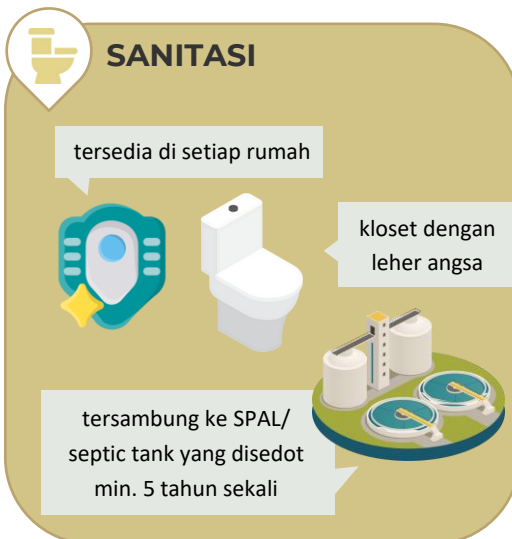 SANITASI
tersedia di setiap rumah
kloset dengan
leher angsa
tersambung ke SPAL/
septic tank yang disedot
min. 5 tahun sekali